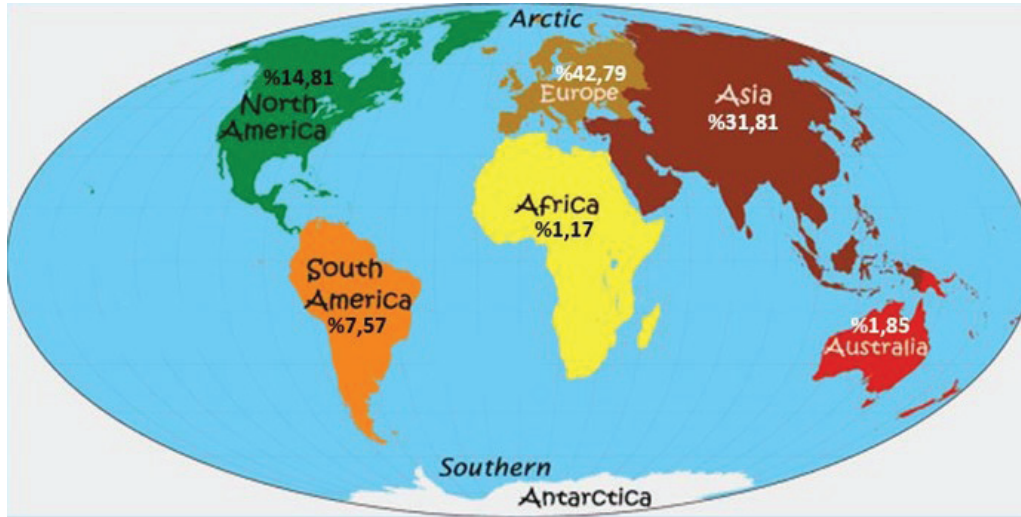 Arctic
%14,81
North
America
%42,79
Europe
Asia
%31,81
Africa
%1,17
South
America
%7,57
%1,85
Australia
Southern
Antarctica